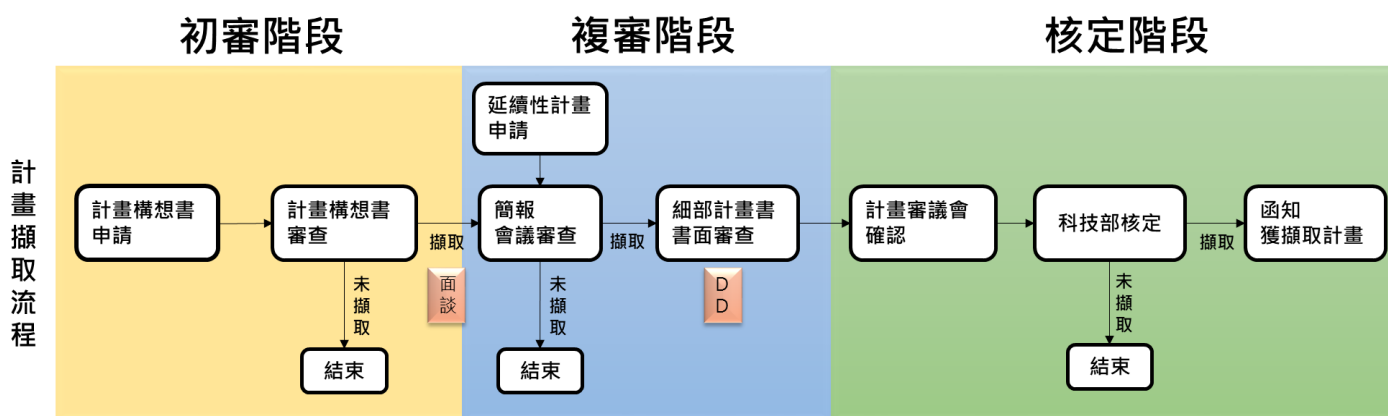 初審階段
複審階段
核定階段
計畫擷取流程
計畫構想書
申請
計畫構想書
審查
擷取
面談
未擷取
結束
延續性計畫
申請
簡報
會議審查
擷取
未擷取
結束
細部計畫書
書面審查
DD
計畫審議會
確認
科技部核定
擷取
未擷取
結束
函知
獲擷取計畫